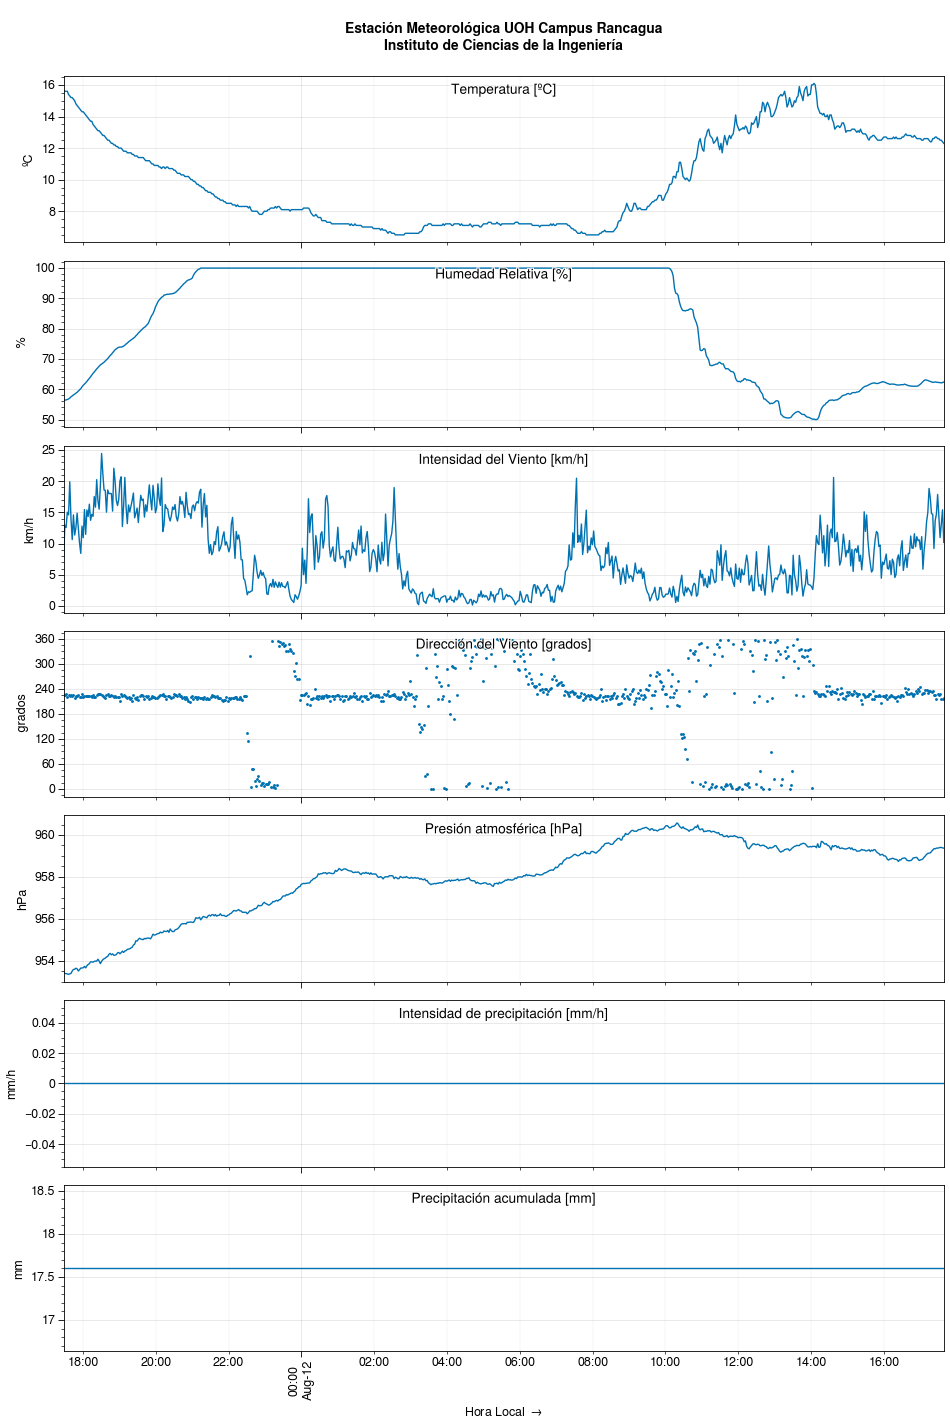 Estación Meteorológica UOH Campus Rancagua
Instituto de Ciencias de la Ingeniería
Temperatura [ºC]
16
14
12
10
8
ºC
Humedad Relativa [%]
100
90
80
70
60
50
%
Intensidad del Viento [km/h]
25
20
15
10
5
0
km/h
Dirección del Viento [grados]
360
300
240
180
120
60
0
grados
Presión atmosférica [hPa]
960
958
956
954
hPa
Intensidad de precipitación [mm/h]
0.04
0.02
0
−0.02
−0.04
mm/h
Precipitación acumulada [mm]
18.5
18
17.5
17
mm
18:00 20:00 22:00 00:00 02:00 04:00 06:00 08:00 10:00 12:00 14:00 16:00
Aug-12
Hora Local →